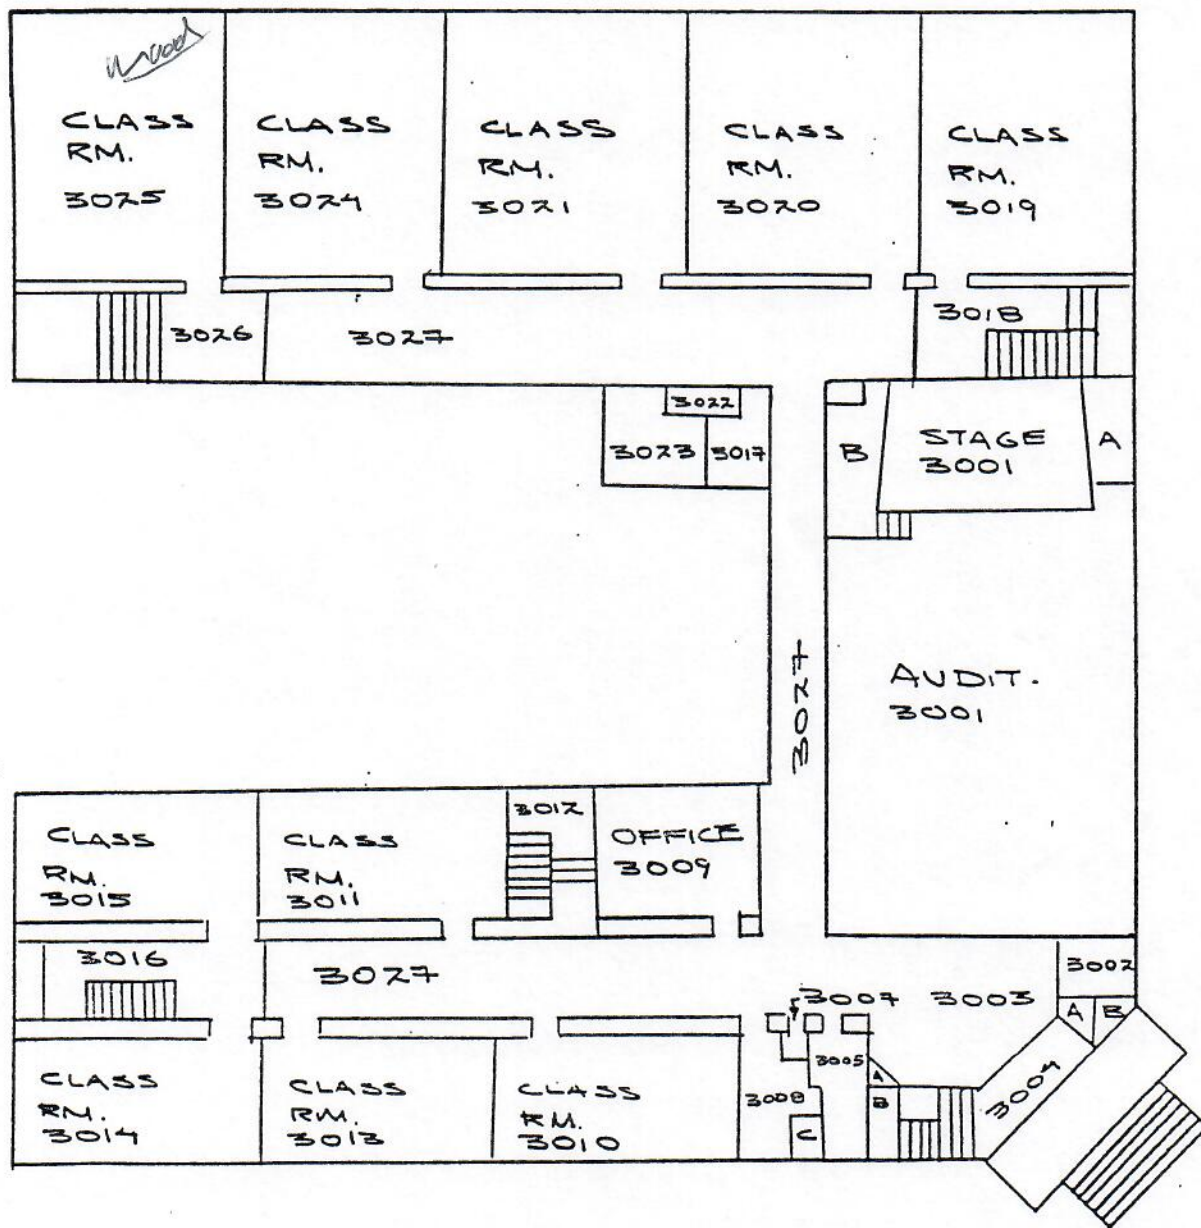 wood
CLASS
RM.
3025
CLASS
RM.
3024
CLASS
RM.
3021
CLASS
RM.
3020
CLASS
RM.
3019
3026
3027
3018
3022
3023
3017
B
STAGE
3001
A
3027
AUDIT.
3001
CLASS
RM.
3015
CLASS
RM.
3011
3012
OFFICE
3009
3016
3027
3007
3003
3002
A
B
CLASS
RM.
3014
CLASS
RM.
3013
CLASS
RM.
3010
3008
C
3005
A
B
3004